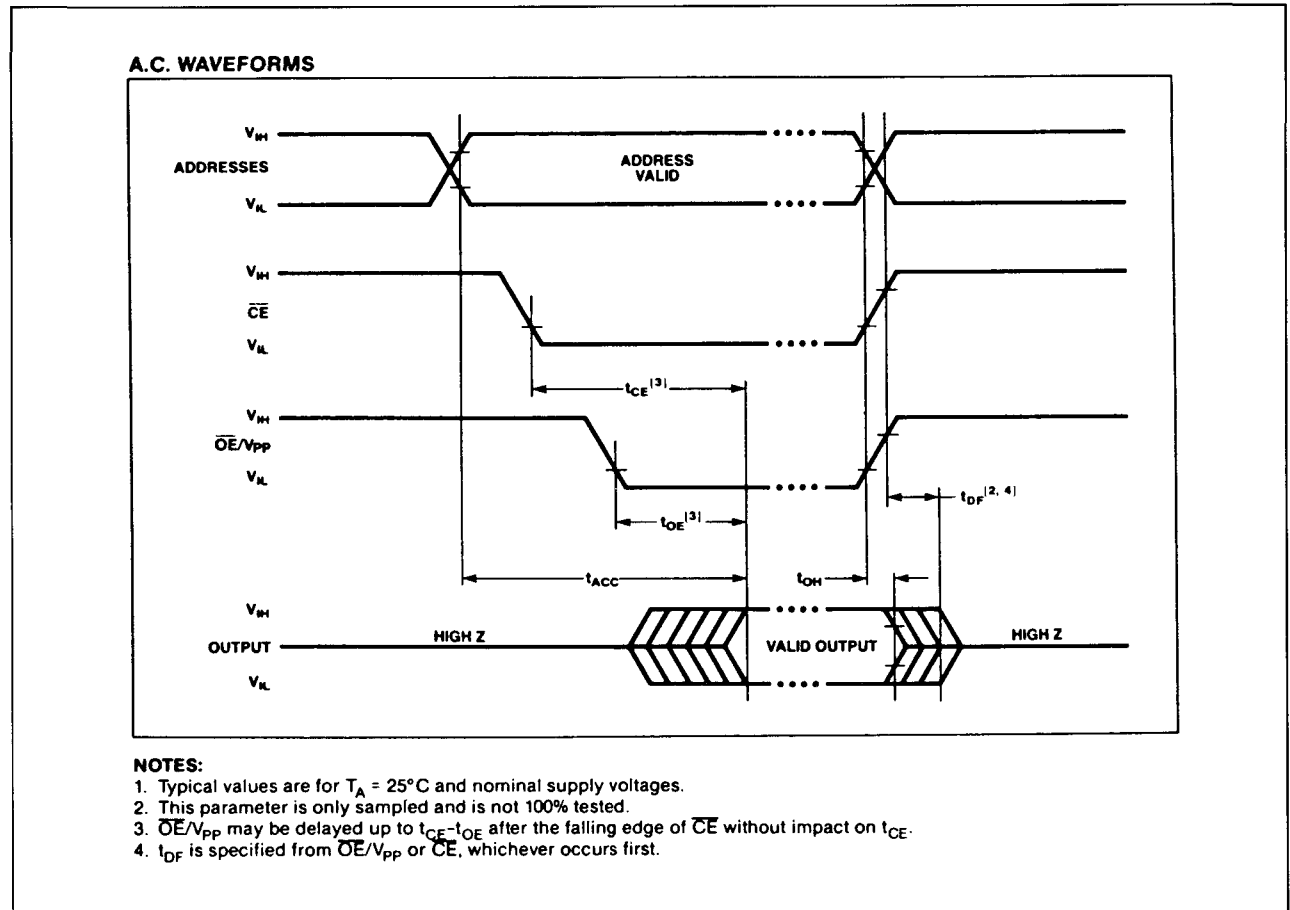 A.C. WAVEFORMS
VIH
ADDRESSES
ADDRESS
VALID
VIL
VIH
CE
VIL
tCE[3]
VIH
OE/VPP
VIL
tDF[2, 4]
tOE[3]
tACC
tOH
VIH
HIGH Z
OUTPUT
VALID OUTPUT
HIGH Z
VIL
NOTES:
1. Typical values are for TA = 25°C and nominal supply voltages.
2. This parameter is only sampled and is not 100% tested.
3. OE/VPP may be delayed up to tCE-tOE after the falling edge of CE without impact on tCE.
4. tDF is specified from OE/VPP or CE, whichever occurs first.